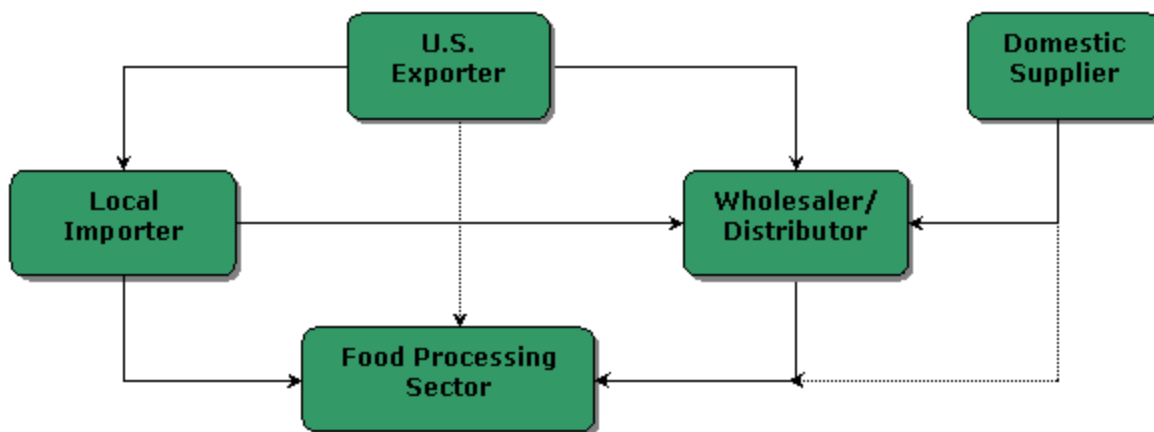 U.S.
Exporter
Domestic
Supplier
Local
Importer
Wholesaler/
Distributor
Food Processing
Sector